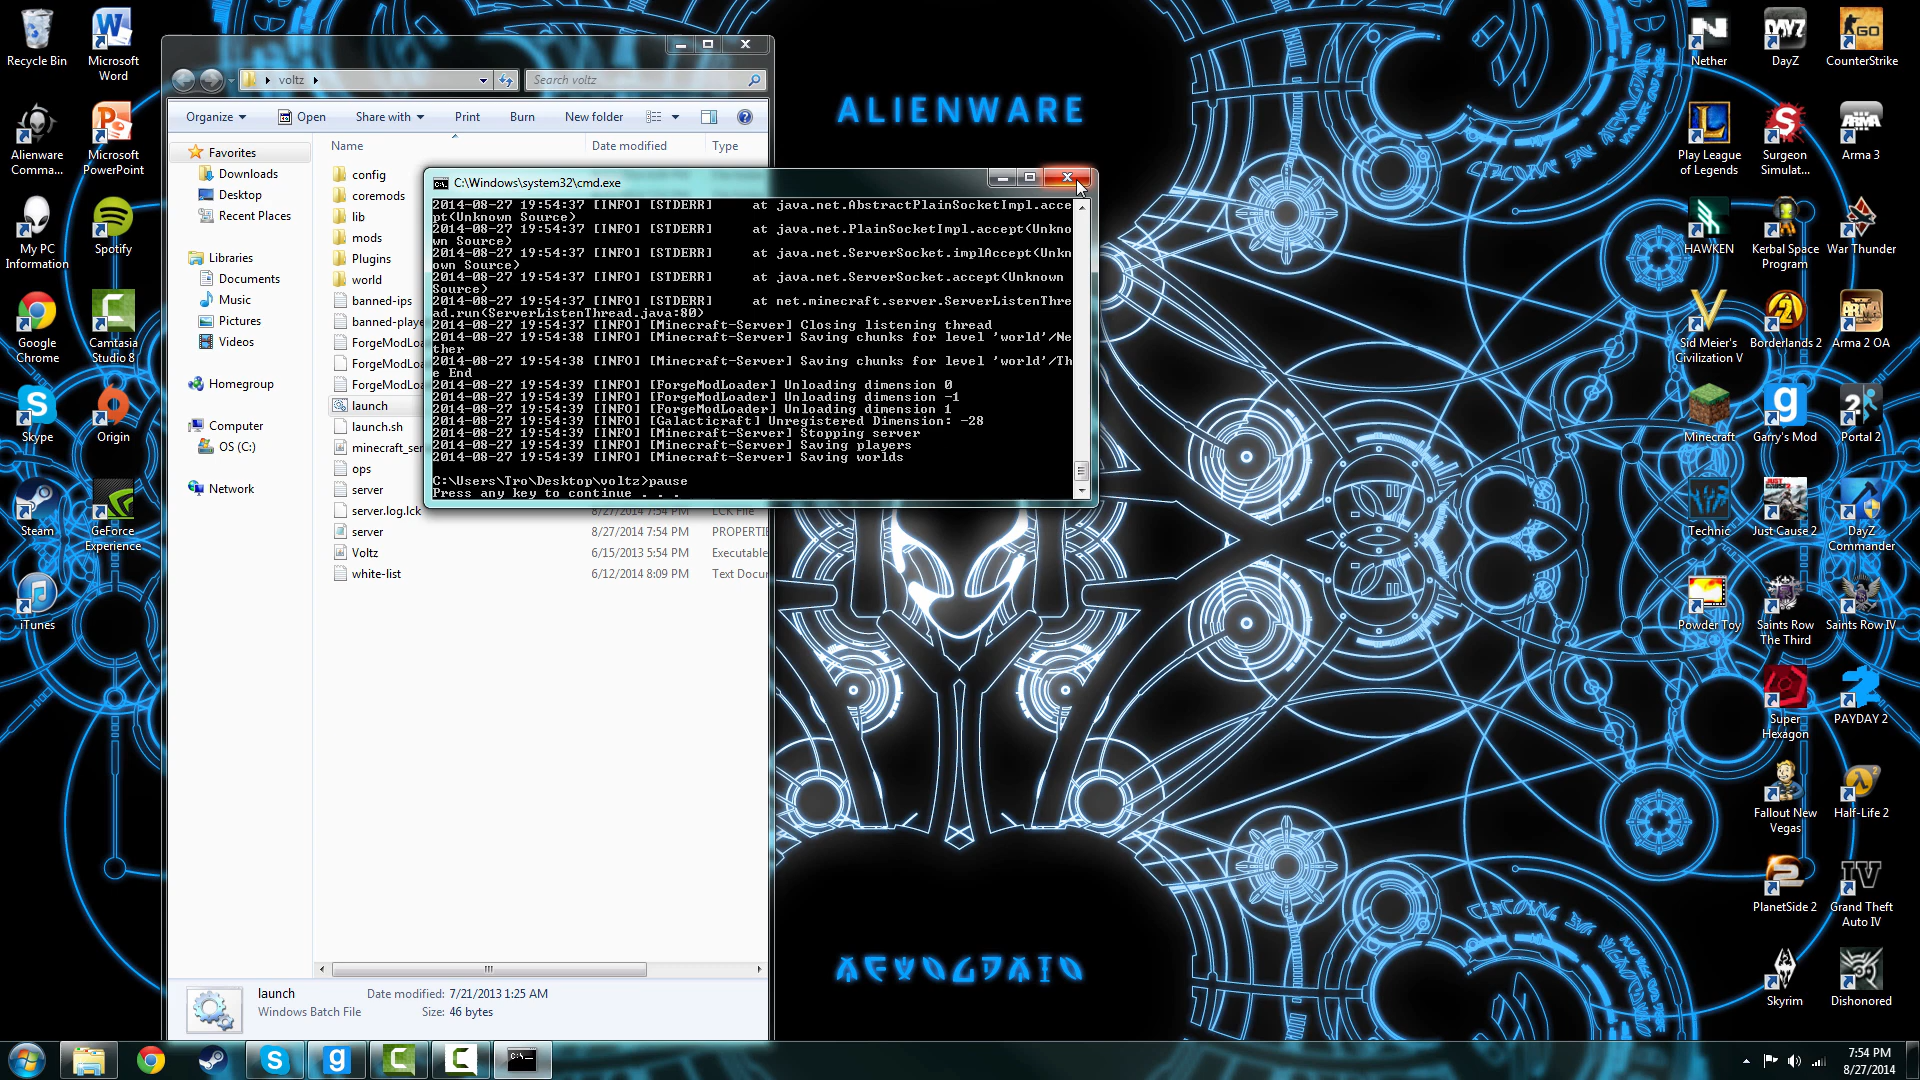 Recycle Bin
Microsoft Word
Alienware Comma...
Microsoft PowerPoint
My PC Information
Spotify
Google Chrome
Camtasia Studio 8
Skype
Origin
Steam
GeForce Experience
iTunes
voltz
Search voltz
Organize
Open
Share with
Print
Burn
New folder
Name
Date modified
Type
Favorites
Downloads
Desktop
Recent Places
Libraries
Documents
Music
Pictures
Videos
Homegroup
Computer
OS (C:)
Network
config
coremods
lib
mods
Plugins
world
banned-ips
banned-playe
ForgeModLoa
ForgeModLoa
ForgeModLoa
launch
launch.sh
minecraft_ser
ops
server
server.log.lck 8/27/2014 7:54 PM LCK File
server 8/27/2014 7:54 PM PROPERTIE
Voltz 6/15/2013 5:54 PM Executable
white-list 6/12/2014 8:09 PM Text Docu
C:\Windows\system32\cmd.exe
2014-08-27 19:54:37 [INFO] [STDERR] at java.net.AbstractPlainSocketImpl.acce
pt(Unknown Source)
2014-08-27 19:54:37 [INFO] [STDERR] at java.net.PlainSocketImpl.accept(Unkno
wn Source)
2014-08-27 19:54:37 [INFO] [STDERR] at java.net.ServerSocket.implAccept(Unkn
own Source)
2014-08-27 19:54:37 [INFO] [STDERR] at java.net.ServerSocket.accept(Unknown
Source)
2014-08-27 19:54:37 [INFO] [STDERR] at net.minecraft.server.ServerListenThre
ad.run(ServerListenThread.java:80)
2014-08-27 19:54:37 [INFO] [Minecraft-Server] Closing listening thread
2014-08-27 19:54:38 [INFO] [Minecraft-Server] Saving chunks for level 'world'/Ne
ther
2014-08-27 19:54:38 [INFO] [Minecraft-Server] Saving chunks for level 'world'/Th
e End
2014-08-27 19:54:39 [INFO] [ForgeModLoader] Unloading dimension 0
2014-08-27 19:54:39 [INFO] [ForgeModLoader] Unloading dimension -1
2014-08-27 19:54:39 [INFO] [ForgeModLoader] Unloading dimension 1
2014-08-27 19:54:39 [INFO] [Galacticraft] Unregistered Dimension: -28
2014-08-27 19:54:39 [INFO] [Minecraft-Server] Stopping server
2014-08-27 19:54:39 [INFO] [Minecraft-Server] Saving players
2014-08-27 19:54:39 [INFO] [Minecraft-Server] Saving worlds
C:\Users\Tro\Desktop\voltz>pause
Press any key to continue . . .
launch
Date modified: 7/21/2013 1:25 AM
Windows Batch File
Size: 46 bytes
ALIENWARE
Nether
DayZ
CounterStrike
Play League of Legends
Surgeon Simulat...
Arma 3
HAWKEN
Kerbal Space Program
War Thunder
Sid Meier's Civilization V
Borderlands 2
Arma 2 OA
Minecraft
Garry's Mod
Portal 2
Technic
Just Cause 2
DayZ Commander
Powder Toy
Saints Row The Third
Saints Row IV
Super Hexagon
PAYDAY 2
Fallout New Vegas
Half-Life 2
PlanetSide 2
Grand Theft Auto IV
Skyrim
Dishonored
7:54 PM
8/27/2014